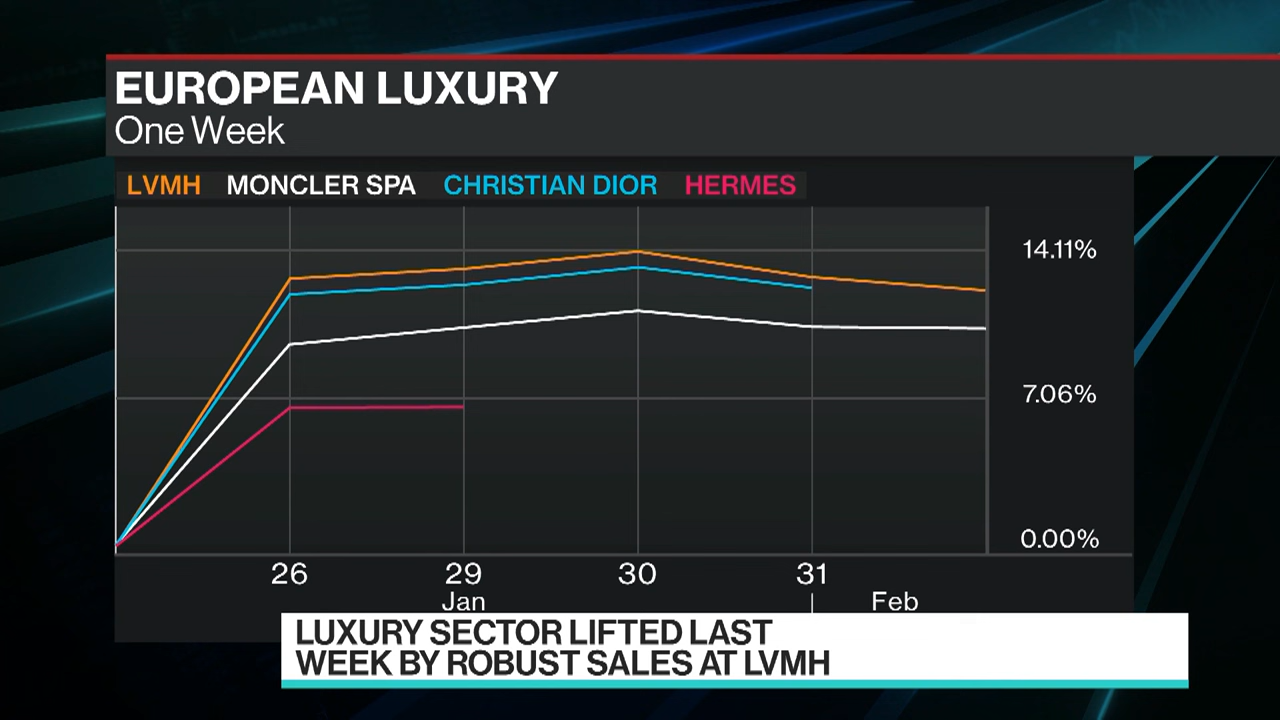 EUROPEAN LUXURY
One Week
LVMH MONCLER SPA CHRISTIAN DIOR HERMES
14.11%
7.06%
0.00%
26 29 30 31
Jan Feb
LUXURY SECTOR LIFTED LAST
WEEK BY ROBUST SALES AT LVMH